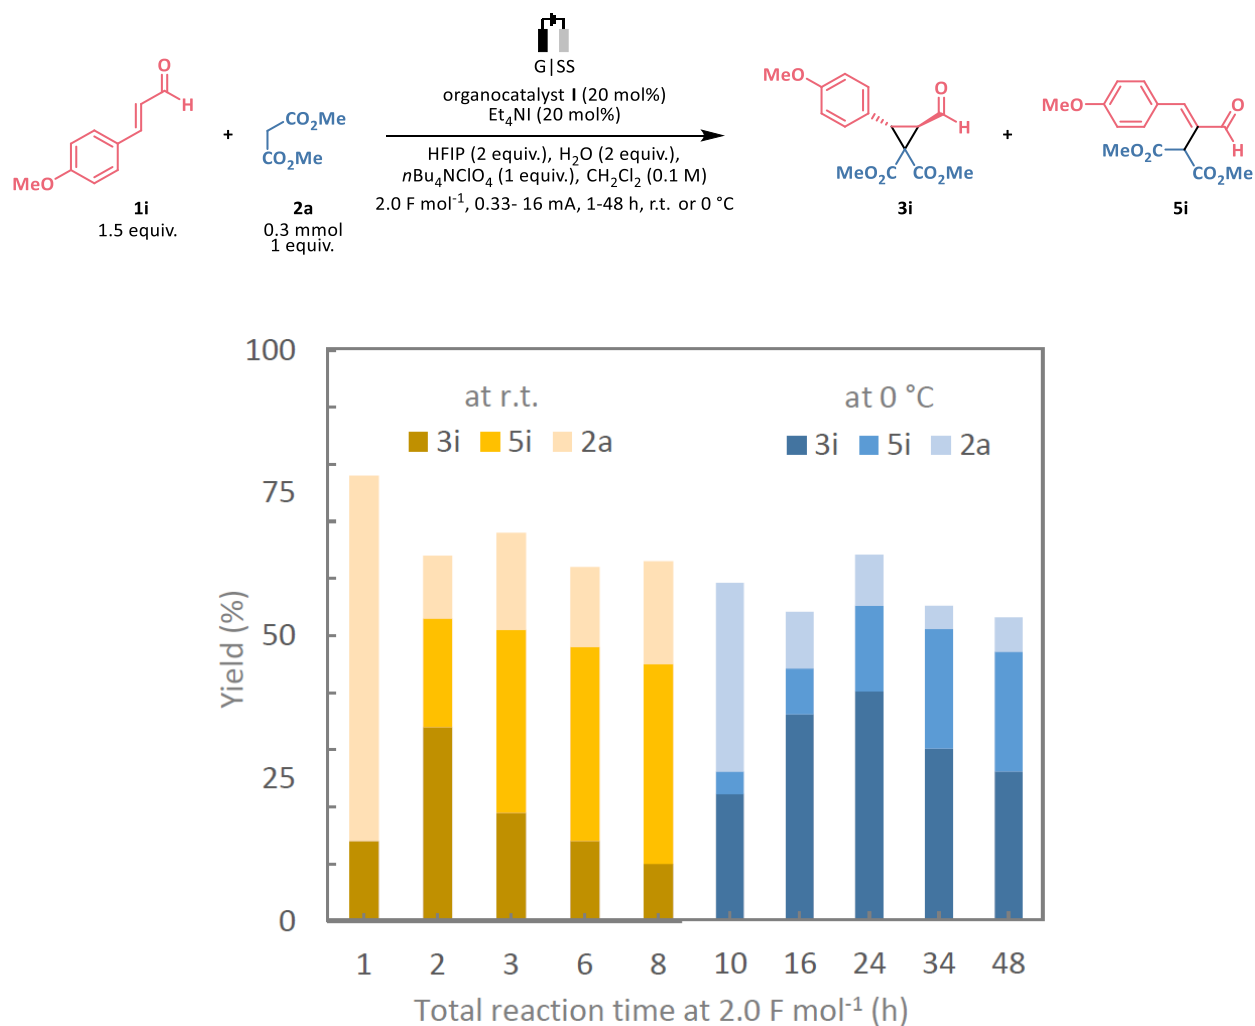 G|SS
organocatalyst I (20 mol%)
Et₄NI (20 mol%)
HFIP (2 equiv.), H₂O (2 equiv.),
nBu₄NClO₄ (1 equiv.), CH₂Cl₂ (0.1 M)
2.0 F mol⁻¹, 0.33- 16 mA, 1-48 h, r.t. or 0 °C
O
H
MeO
1i
1.5 equiv.
+
CO₂Me
CO₂Me
2a
0.3 mmol
1 equiv.
MeO
O
H
MeO₂C
CO₂Me
3i
+
MeO
O
H
MeO₂C
CO₂Me
5i
100
75
50
25
0
Yield (%)
at r.t.
3i 5i 2a
at 0 °C
3i 5i 2a
1 2 3 6 8 10 16 24 34 48
Total reaction time at 2.0 F mol⁻¹ (h)